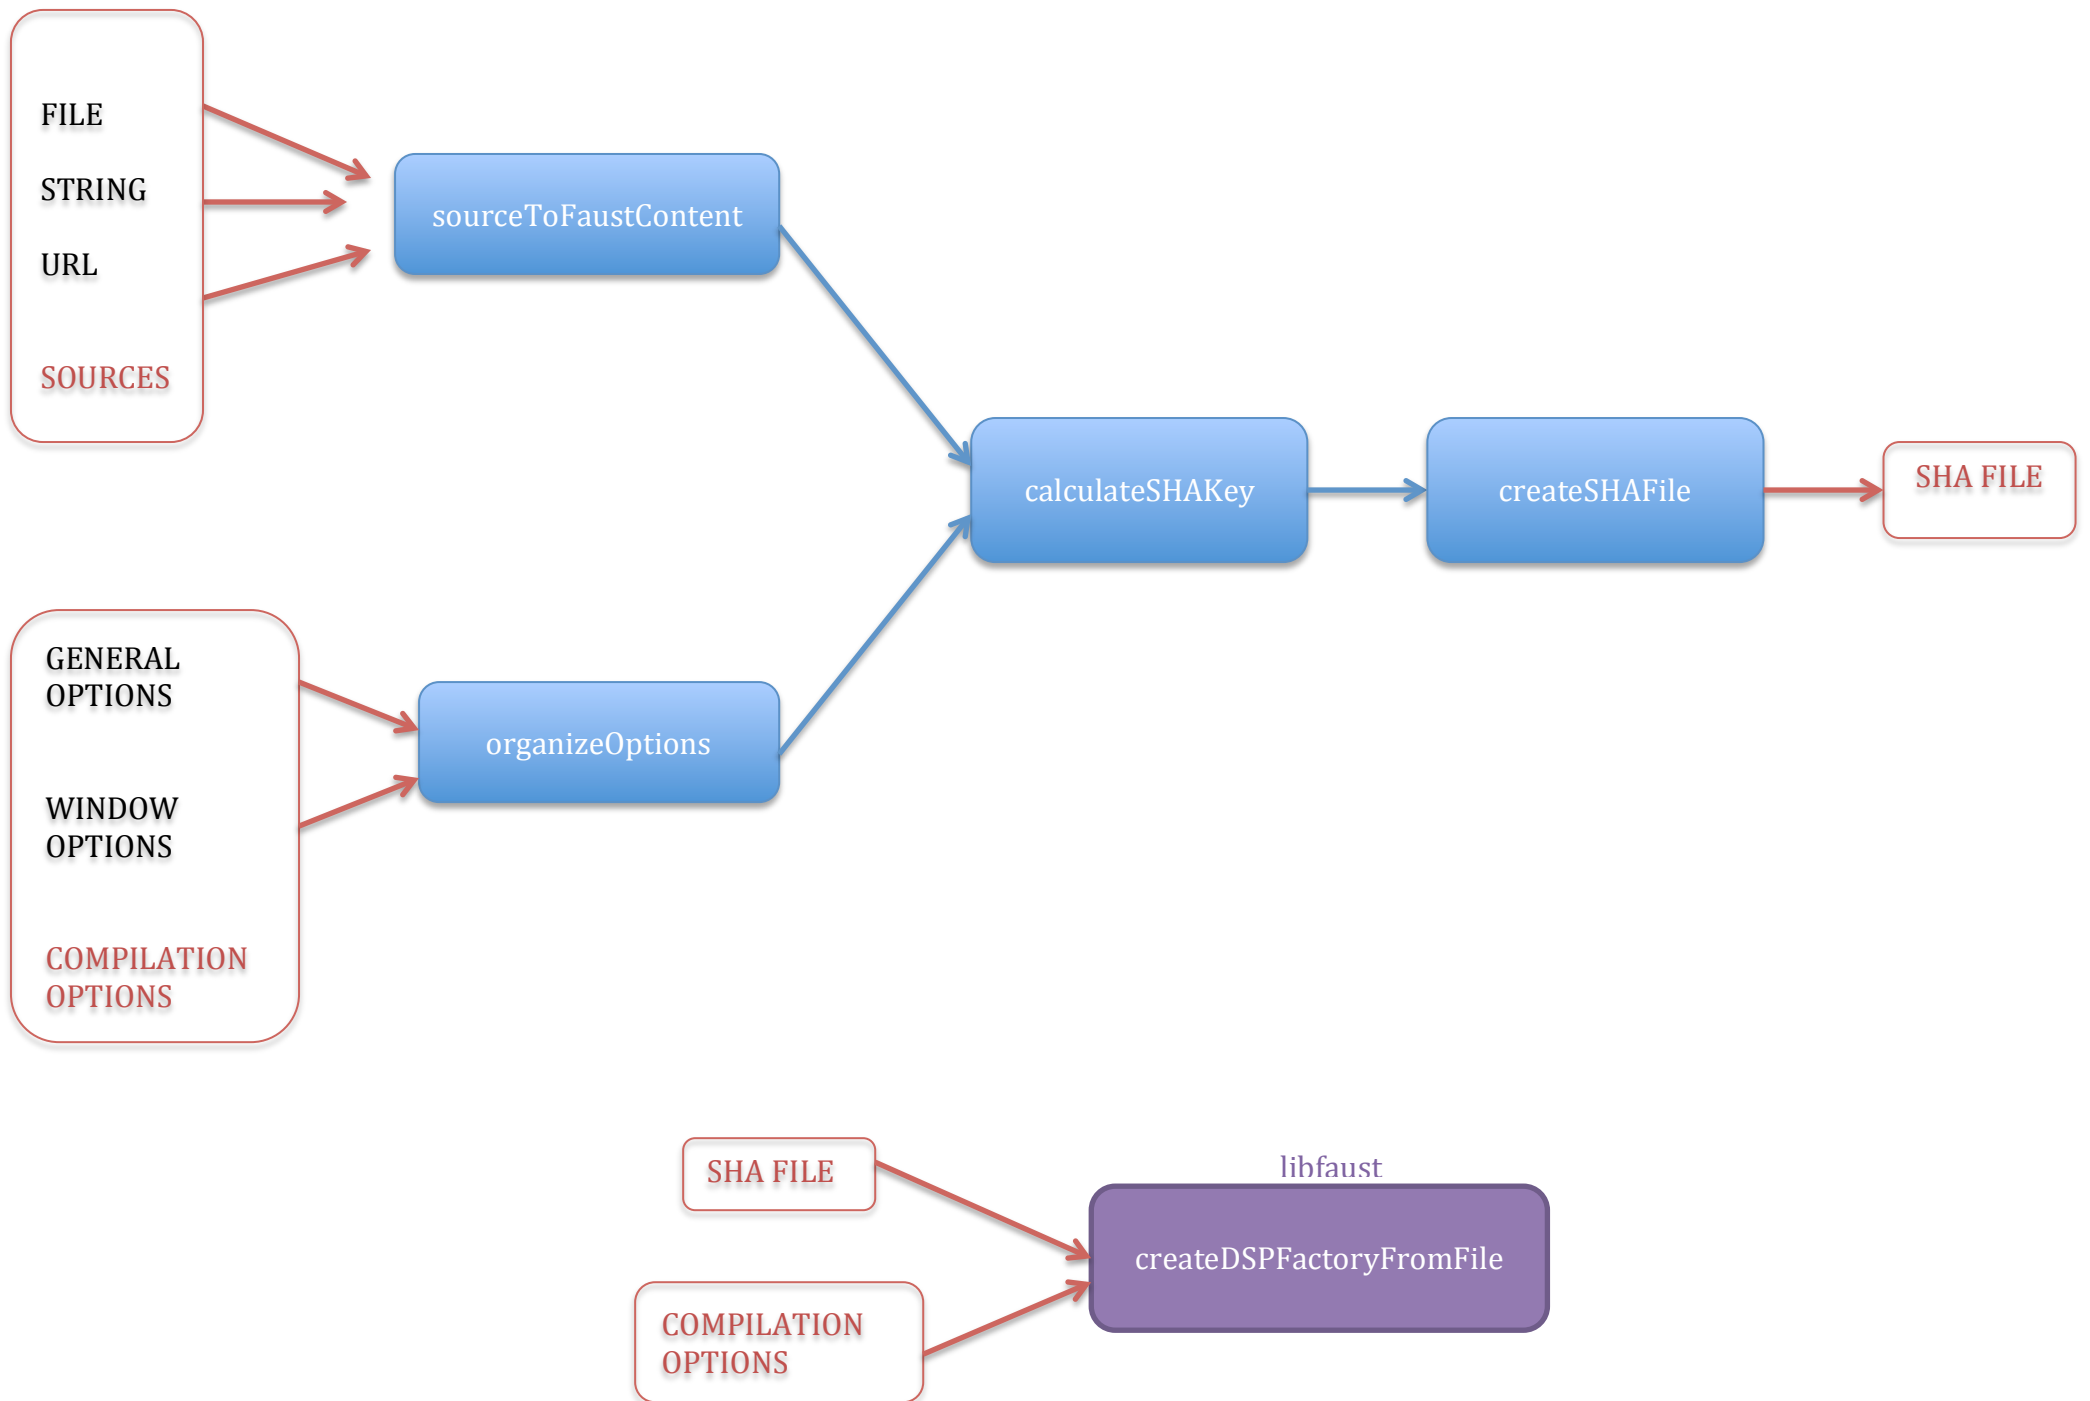 FILE
STRING
URL
SOURCES
sourceToFaustContent
calculateSHAKey
createSHAFile
SHA FILE
GENERAL
OPTIONS
WINDOW
OPTIONS
COMPILATION
OPTIONS
organizeOptions
SHA FILE
COMPILATION
OPTIONS
libfaust
createDSPFactoryFromFile